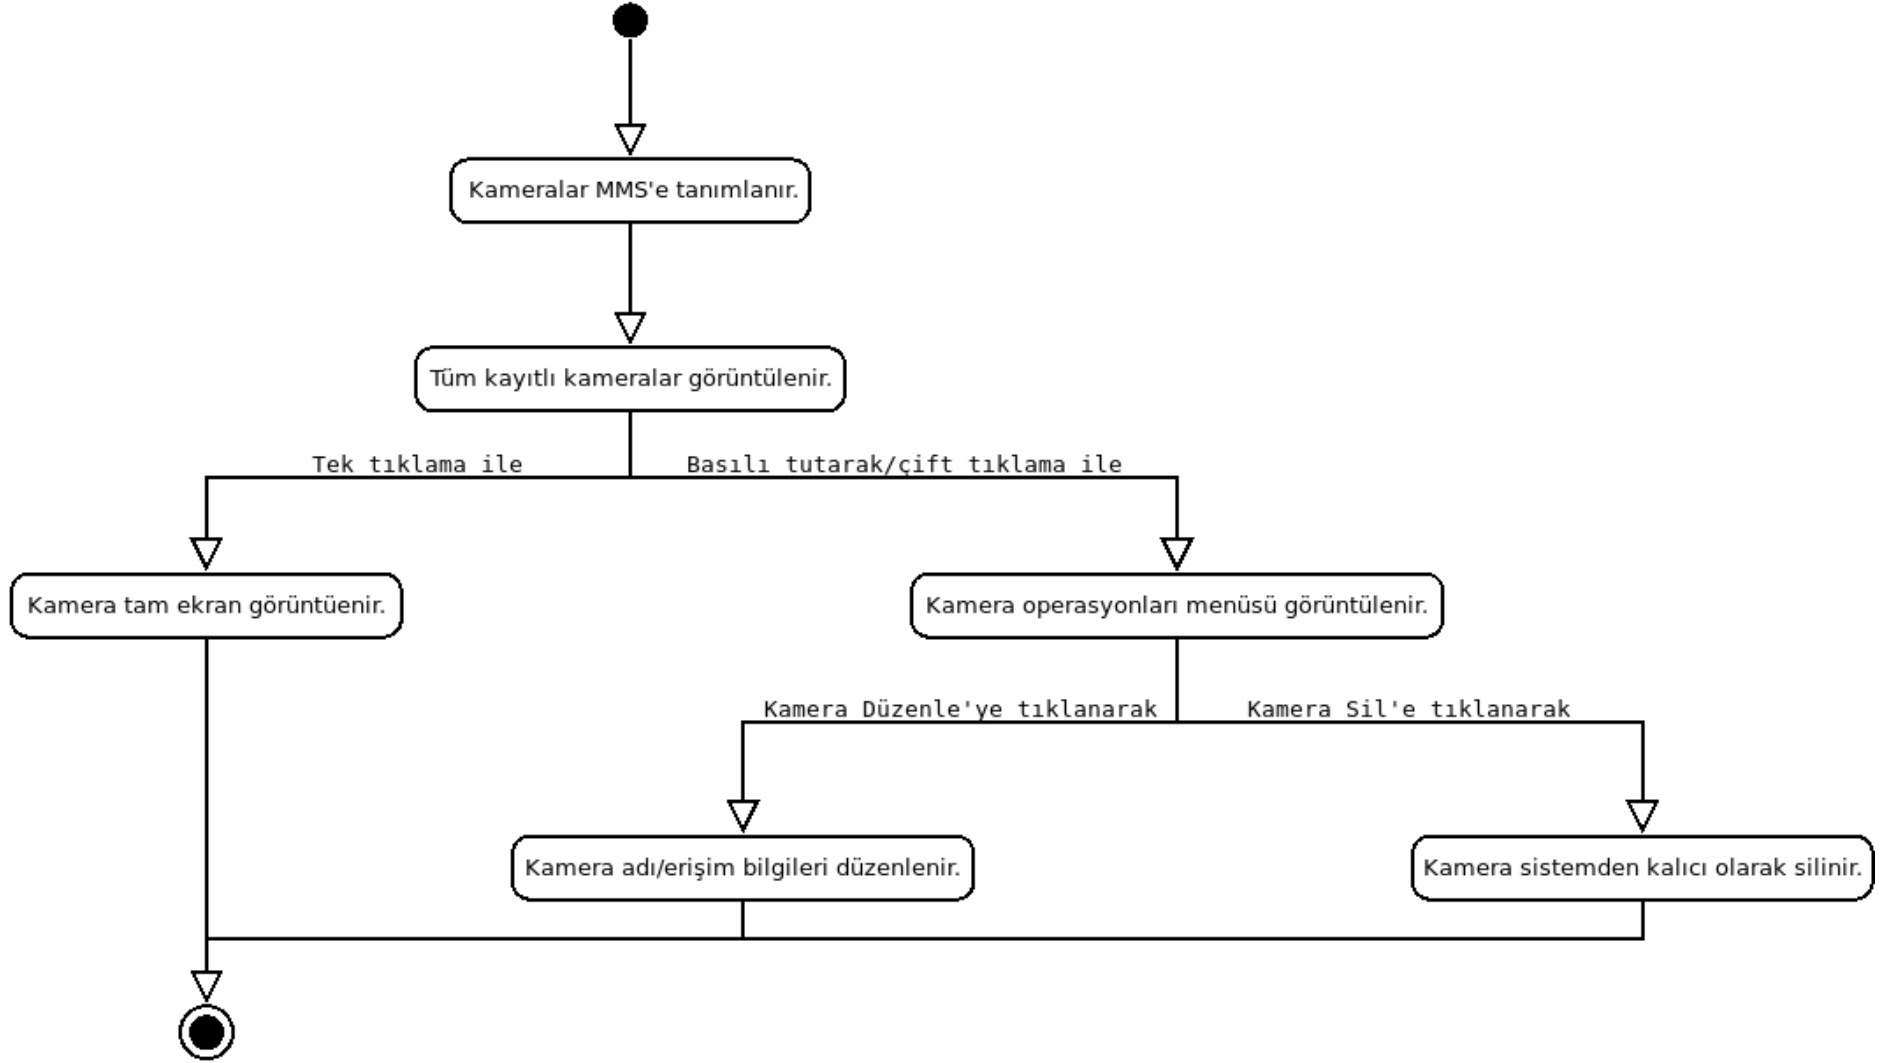 Kameralar MMS'e tanımlanır.
Tüm kayıtlı kameralar görüntülenir.
Tek tıklama ile
Basılı tutarak/çift tıklama ile
Kamera tam ekran görüntüenir.
Kamera operasyonları menüsü görüntülenir.
Kamera Düzenle'ye tıklanarak
Kamera Sil'e tıklanarak
Kamera adı/erişim bilgileri düzenlenir.
Kamera sistemden kalıcı olarak silinir.